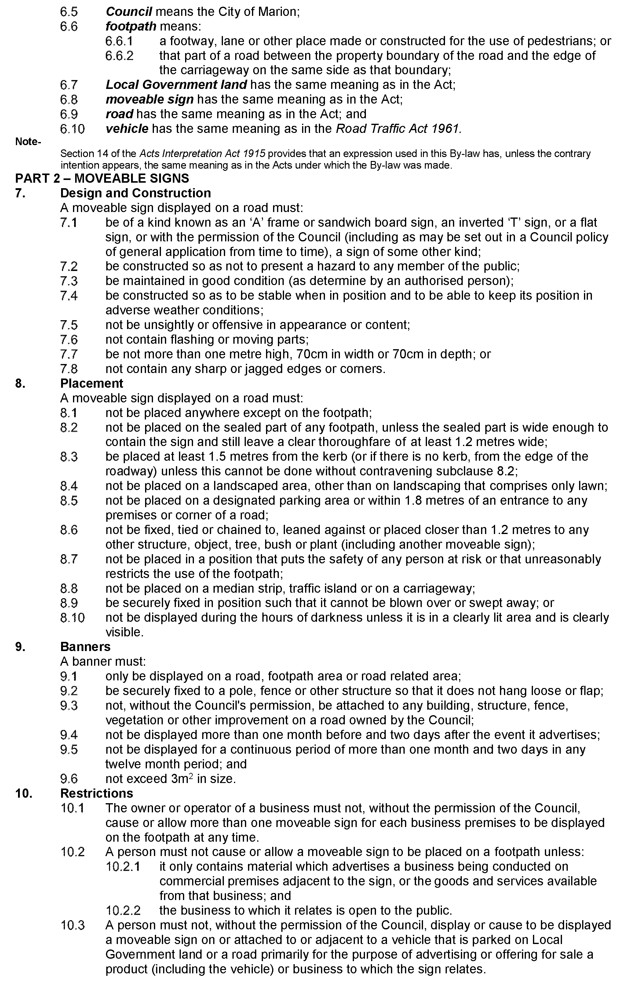 6.5 Council means the City of Marion;
6.6 footpath means:
6.6.1 a footway, lane or other place made or constructed for the use of pedestrians; or
6.6.2 that part of a road between the property boundary of the road and the edge of
the carriageway on the same side as that boundary;
6.7 Local Government land has the same meaning as in the Act;
6.8 moveable sign has the same meaning as in the Act;
6.9 road has the same meaning as in the Act; and
6.10 vehicle has the same meaning as in the Road Traffic Act 1961.
Note-
Section 14 of the Acts Interpretation Act 1915 provides that an expression used in this By-law has, unless the contrary
intention appears, the same meaning as in the Acts under which the By-law was made.
PART 2 – MOVEABLE SIGNS
7. Design and Construction
A moveable sign displayed on a road must:
7.1 be of a kind known as an ‘A’ frame or sandwich board sign, an inverted ‘T’ sign, or a flat
sign, or with the permission of the Council (including as may be set out in a Council policy
of general application from time to time), a sign of some other kind;
7.2 be constructed so as not to present a hazard to any member of the public;
7.3 be maintained in good condition (as determine by an authorised person);
7.4 be constructed so as to be stable when in position and to be able to keep its position in
adverse weather conditions;
7.5 not be unsightly or offensive in appearance or content;
7.6 not contain flashing or moving parts;
7.7 be not more than one metre high, 70cm in width or 70cm in depth; or
7.8 not contain any sharp or jagged edges or corners.
8. Placement
A moveable sign displayed on a road must:
8.1 not be placed anywhere except on the footpath;
8.2 not be placed on the sealed part of any footpath, unless the sealed part is wide enough to
contain the sign and still leave a clear thoroughfare of at least 1.2 metres wide;
8.3 be placed at least 1.5 metres from the kerb (or if there is no kerb, from the edge of the
roadway) unless this cannot be done without contravening subclause 8.2;
8.4 not be placed on a landscaped area, other than on landscaping that comprises only lawn;
8.5 not be placed on a designated parking area or within 1.8 metres of an entrance to any
premises or corner of a road;
8.6 not be fixed, tied or chained to, leaned against or placed closer than 1.2 metres to any
other structure, object, tree, bush or plant (including another moveable sign);
8.7 not be placed in a position that puts the safety of any person at risk or that unreasonably
restricts the use of the footpath;
8.8 not be placed on a median strip, traffic island or on a carriageway;
8.9 be securely fixed in position such that it cannot be blown over or swept away; or
8.10 not be displayed during the hours of darkness unless it is in a clearly lit area and is clearly
visible.
9. Banners
A banner must:
9.1 only be displayed on a road, footpath area or road related area;
9.2 be securely fixed to a pole, fence or other structure so that it does not hang loose or flap;
9.3 not, without the Council's permission, be attached to any building, structure, fence,
vegetation or other improvement on a road owned by the Council;
9.4 not be displayed more than one month before and two days after the event it advertises;
9.5 not be displayed for a continuous period of more than one month and two days in any
twelve month period; and
9.6 not exceed 3m² in size.
10. Restrictions
10.1 The owner or operator of a business must not, without the permission of the Council,
cause or allow more than one moveable sign for each business premises to be displayed
on the footpath at any time.
10.2 A person must not cause or allow a moveable sign to be placed on a footpath unless:
10.2.1 it only contains material which advertises a business being conducted on
commercial premises adjacent to the sign, or the goods and services available
from that business; and
10.2.2 the business to which it relates is open to the public.
10.3 A person must not, without the permission of the Council, display or cause to be displayed
a moveable sign on or attached to or adjacent to a vehicle that is parked on Local
Government land or a road primarily for the purpose of advertising or offering for sale a
product (including the vehicle) or business to which the sign relates.